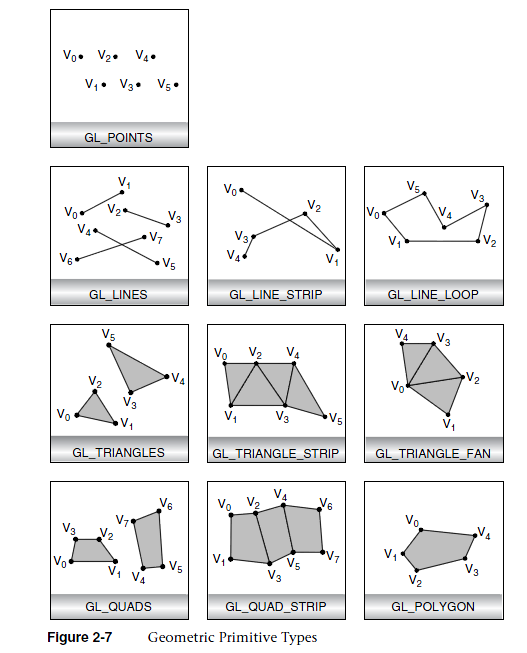 V0 V2 V4
V1 V3 V5
GL_POINTS
V1
V0 V2 V3
V4 V7
V6 V5
GL_LINES
V0
V2
V3
V4 V1
GL_LINE_STRIP
V5 V3
V0 V4
V1 V2
GL_LINE_LOOP
V5
V2 V4
V3
V0 V1
GL_TRIANGLES
V0 V2 V4
V1 V3 V5
GL_TRIANGLE_STRIP
V4 V3
V0 V2
V1
GL_TRIANGLE_FAN
V6
V7
V3 V2
V0 V1 V4 V5
GL_QUADS
V4
V0 V2 V6
V1 V5 V7
V3
GL_QUAD_STRIP
V0 V4
V1
V2 V3
GL_POLYGON
Figure 2-7 Geometric Primitive Types